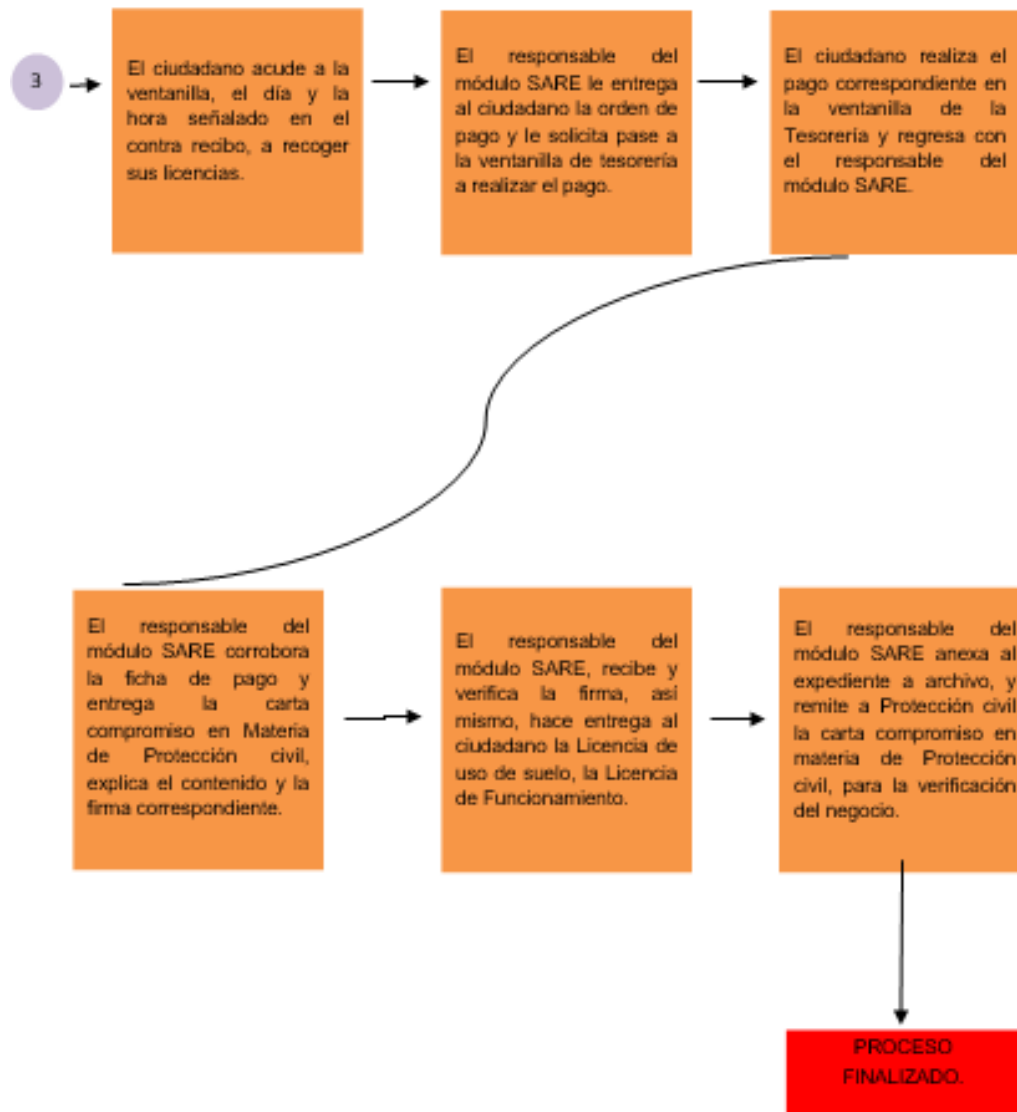 3
El ciudadano acude a la
ventanilla, el día y la
hora señalado en el
contra recibo, a recoger
sus licencias.
El responsable del
módulo SARE le entrega
al ciudadano la orden de
pago y le solicita pase a
la ventanilla de tesorería
a realizar el pago.
El ciudadano realiza el
pago correspondiente en
la ventanilla de la
Tesorería y regresa con
el responsable del
módulo SARE.
El responsable del
módulo SARE corrobora
la ficha de pago y
entrega la carta
compromiso en Materia
de Protección civil,
explica el contenido y la
firma correspondiente.
El responsable del
módulo SARE, recibe y
verifica la firma, así
mismo, hace entrega al
ciudadano la Licencia de
uso de suelo, la Licencia
de Funcionamiento.
El responsable del
módulo SARE anexa al
expediente a archivo, y
remite a Protección civil
la carta compromiso en
materia de Protección
civil, para la verificación
del negocio.
PROCESO
FINALIZADO.